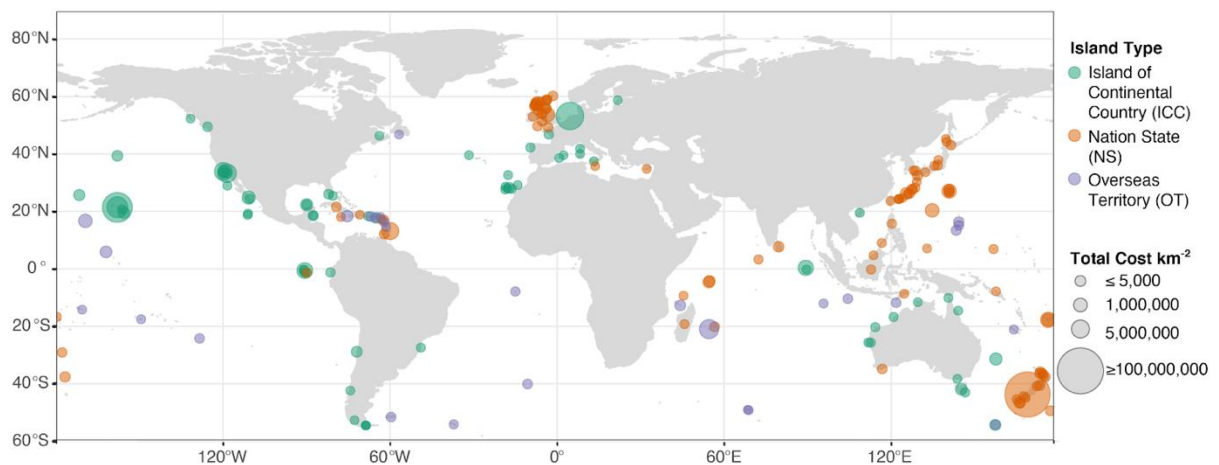 80°N
60°N
40°N
20°N
0°
20°S
40°S
60°S
120°W
60°W
0°
60°E
120°E
Island Type
Island of
Continental
Country (ICC)
Nation State
(NS)
Overseas
Territory (OT)
Total Cost km⁻²
≤ 5,000
1,000,000
5,000,000
≥100,000,000